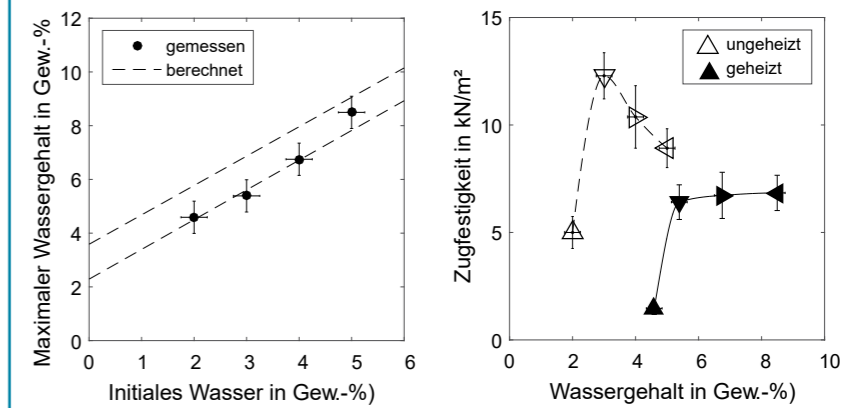 Maximaler Wassergehalt in Gew.-%
12
10
8
6
4
2
0
gemessen
berechnet
0 1 2 3 4 5 6
Initiales Wasser in Gew.-%)
Zugfestigkeit in kN/m²
15
10
5
0
ungeheizt
geheizt
0 2 4 6 8 10
Wassergehalt in Gew.-%)